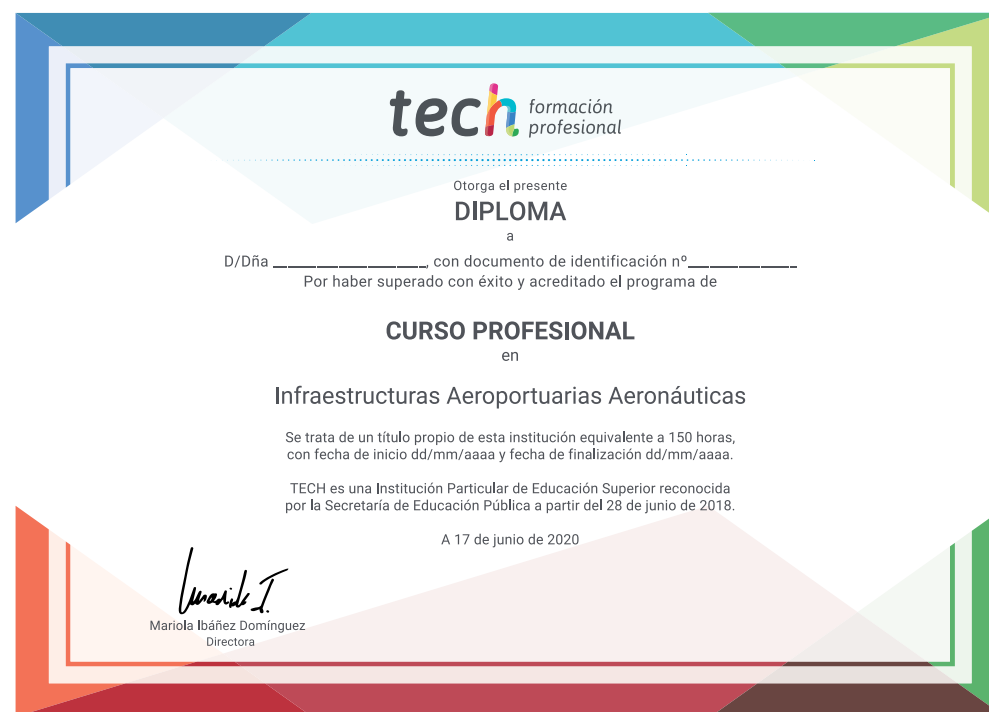 tech formación
profesional
Otorga el presente
DIPLOMA
a
D/Dña ____________________, con documento de identificación nº______________
Por haber superado con éxito y acreditado el programa de
CURSO PROFESIONAL
en
Infraestructuras Aeroportuarias Aeronáuticas
Se trata de un título propio de esta institución equivalente a 150 horas,
con fecha de inicio dd/mm/aaaa y fecha de finalización dd/mm/aaaa.
TECH es una Institución Particular de Educación Superior reconocida
por la Secretaría de Educación Pública a partir del 28 de junio de 2018.
A 17 de junio de 2020
Mariola I.
Mariola Ibáñez Domínguez
Directora